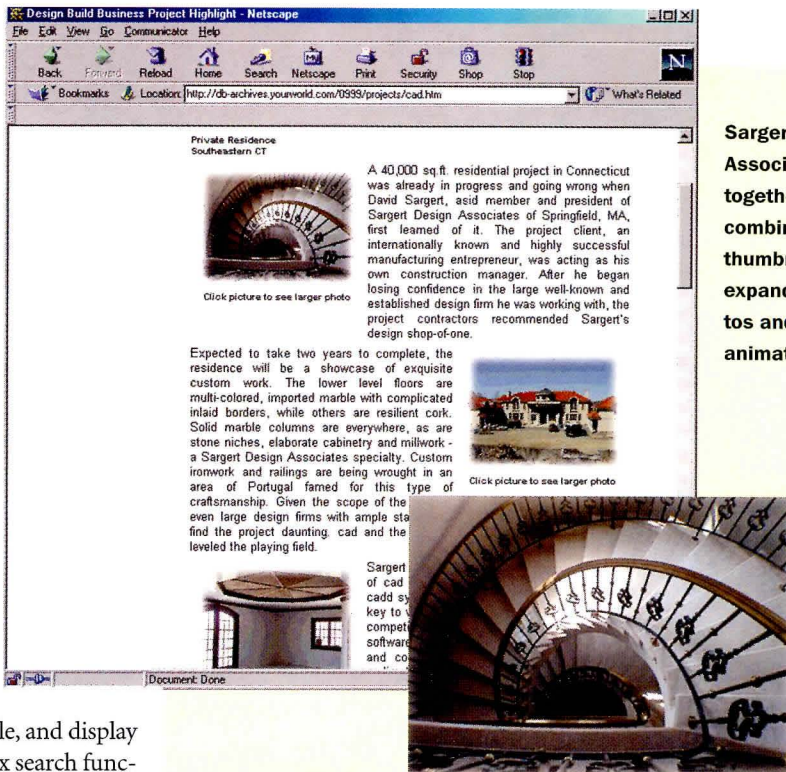 Design Build Business Project Highlight - Netscape
File Edit View Go Communicator Help
N
Back Forward Reload Home Search Netscape Print Security Shop Stop
Bookmarks Location: http://db-archives.yourworld.com/0999/projects/cad.htm What's Related
Private Residence
Southeastern CT
A 40,000 sq.ft. residential project in Connecticut
was already in progress and going wrong when
David Sargert, asid member and president of
Sargert Design Associates of Springfield, MA,
first learned of it. The project client, an
internationally known and highly successful
manufacturing entrepreneur, was acting as his
own construction manager. After he began
losing confidence in the large well-known and
established design firm he was working with, the
project contractors recommended Sargert's
design shop-of-one.
Click picture to see larger photo
Expected to take two years to complete, the
residence will be a showcase of exquisite
custom work. The lower level floors are
multi-colored, imported marble with complicated
inlaid borders, while others are resilient cork.
Solid marble columns are everywhere, as are
stone niches, elaborate cabinetry and millwork -
a Sargert Design Associates specialty. Custom
ironwork and railings are being wrought in an
area of Portugal famed for this type of
craftsmanship. Given the scope of the
even large design firms with ample sta
find the project daunting. cad and the
leveled the playing field.
Click picture to see larger photo
Sargert
of cad
cadd sy
key to
competi
software
and co
Document: Done
Sarger
Associ
togeth
combin
thumbn
expand
tos and
animat
le, and display
x search func-